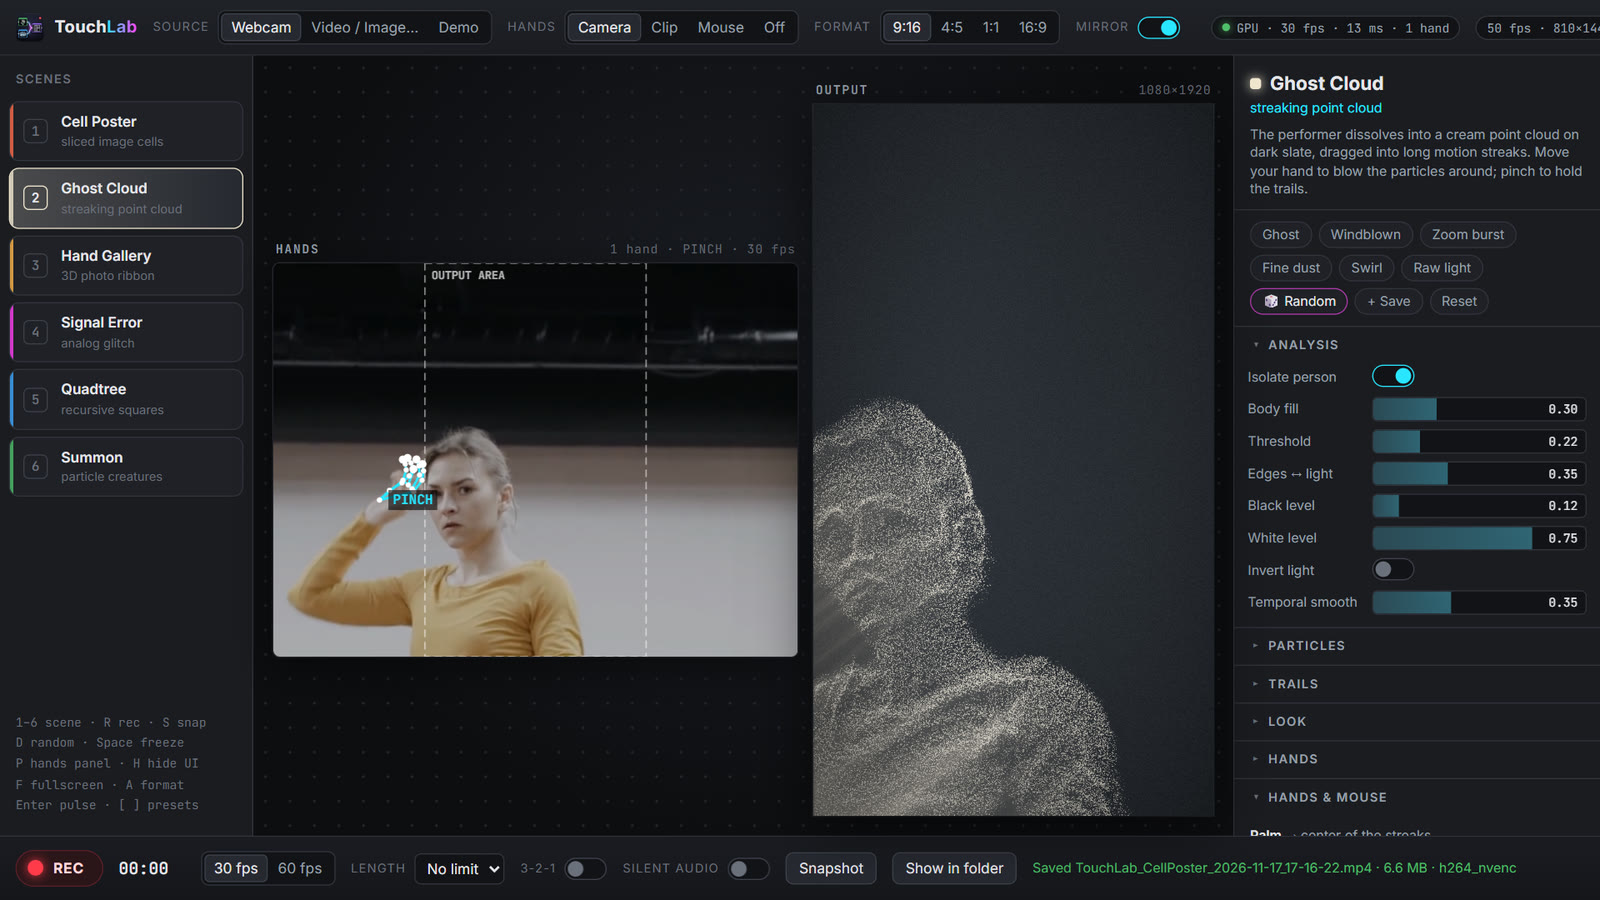 TouchLab
SOURCE
Webcam
Video / Image...
Demo
HANDS
Camera
Clip
Mouse
Off
FORMAT
9:16
4:5
1:1
16:9
MIRROR
GPU · 30 fps · 13 ms · 1 hand
50 fps · 810×144
SCENES
1
Cell Poster
sliced image cells
2
Ghost Cloud
streaking point cloud
3
Hand Gallery
3D photo ribbon
4
Signal Error
analog glitch
5
Quadtree
recursive squares
6
Summon
particle creatures
1-6 scene · R rec · S snap
D random · Space freeze
P hands panel · H hide UI
F fullscreen · A format
Enter pulse · [ ] presets
HANDS
1 hand · PINCH · 30 fps
OUTPUT AREA
PINCH
OUTPUT
1080×1920
Ghost Cloud
streaking point cloud
The performer dissolves into a cream point cloud on
dark slate, dragged into long motion streaks. Move
your hand to blow the particles around; pinch to hold
the trails.
Ghost
Windblown
Zoom burst
Fine dust
Swirl
Raw light
Random
+ Save
Reset
ANALYSIS
Isolate person
Body fill 0.30
Threshold 0.22
Edges ↔ light 0.35
Black level 0.12
White level 0.75
Invert light
Temporal smooth 0.35
PARTICLES
TRAILS
LOOK
HANDS
HANDS & MOUSE
Palm · center of the streaks
REC
00:00
30 fps
60 fps
LENGTH
No limit
3-2-1
SILENT AUDIO
Snapshot
Show in folder
Saved TouchLab_CellPoster_2026-11-17_17-16-22.mp4 · 6.6 MB · h264_nvenc